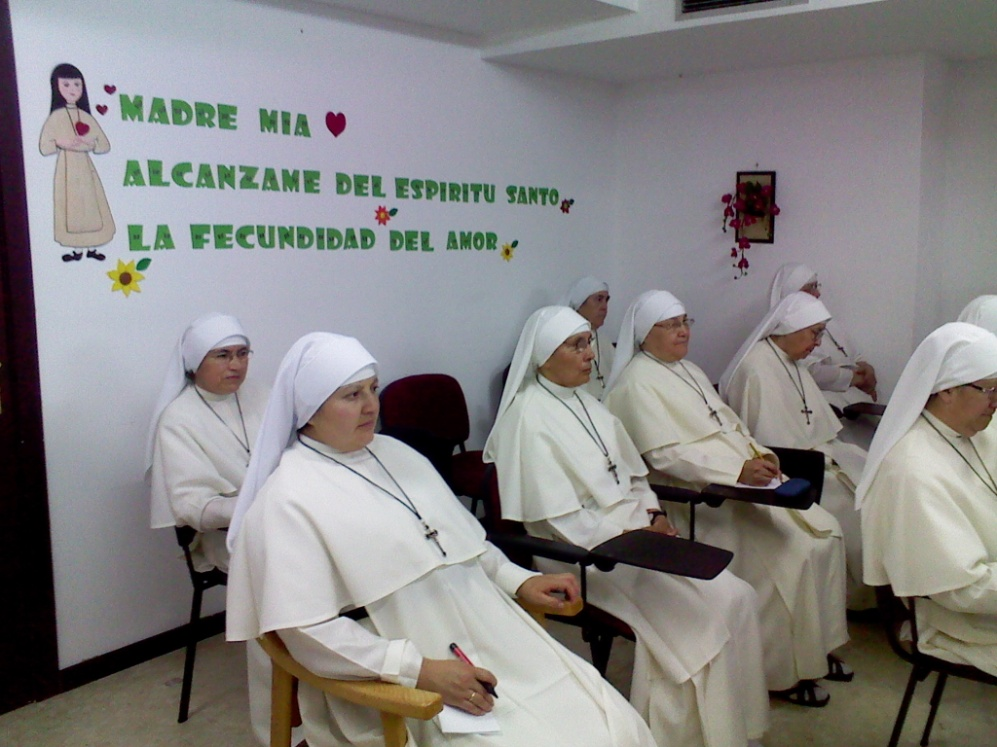 MADRE MIA
ALCANZAME DEL ESPIRITU SANTO
LA FECUNDIDAD DEL AMOR